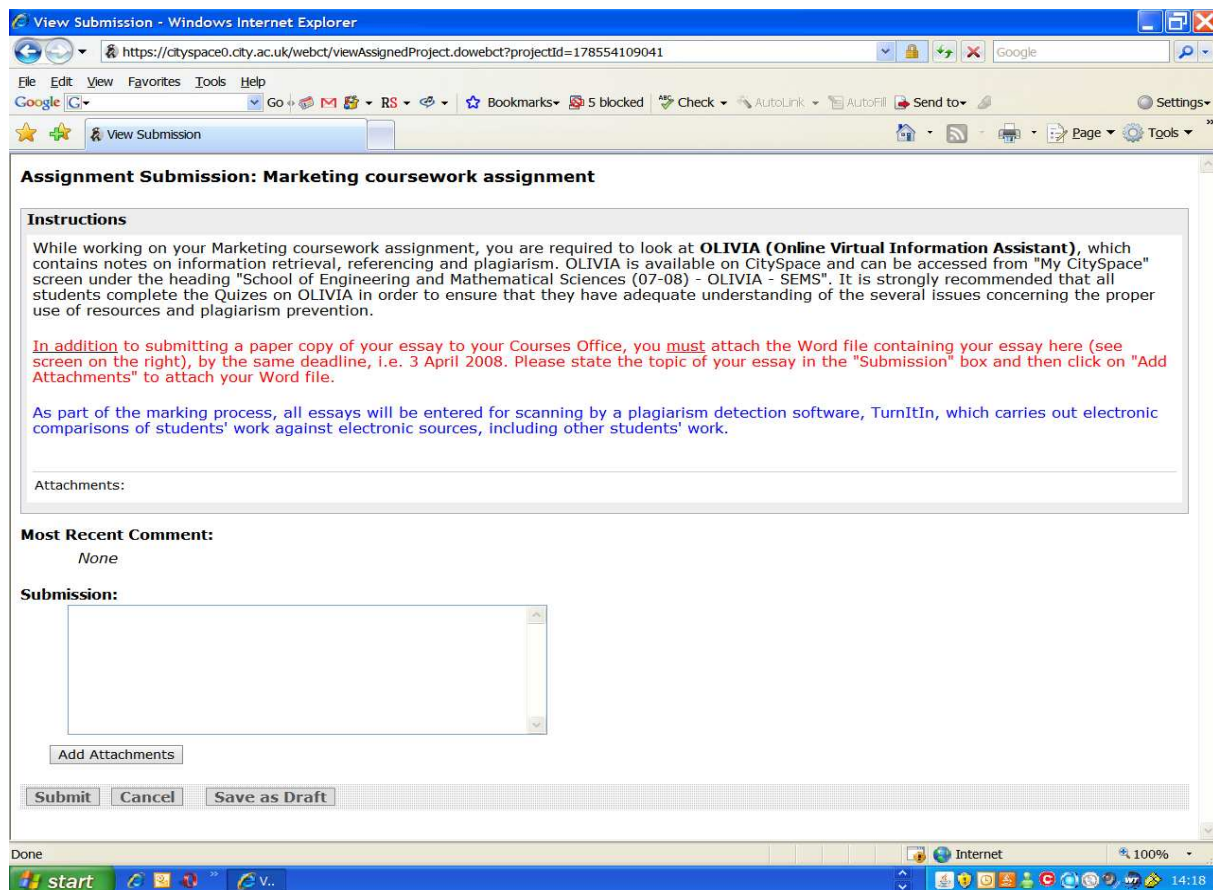 View Submission - Windows Internet Explorer
https://cityspace0.city.ac.uk/webct/viewAssignedProject.dowebct?projectId=178554109041
Google
File Edit View Favorites Tools Help
Google G Go RS Bookmarks 5 blocked Check AutoLink AutoFill Send to Settings
View Submission Page Tools
Assignment Submission: Marketing coursework assignment
Instructions
While working on your Marketing coursework assignment, you are required to look at OLIVIA (Online Virtual Information Assistant), which
contains notes on information retrieval, referencing and plagiarism. OLIVIA is available on CitySpace and can be accessed from "My CitySpace"
screen under the heading "School of Engineering and Mathematical Sciences (07-08) - OLIVIA - SEMS". It is strongly recommended that all
students complete the Quizes on OLIVIA in order to ensure that they have adequate understanding of the several issues concerning the proper
use of resources and plagiarism prevention.
In addition to submitting a paper copy of your essay to your Courses Office, you must attach the Word file containing your essay here (see
screen on the right), by the same deadline, i.e. 3 April 2008. Please state the topic of your essay in the "Submission" box and then click on "Add
Attachments" to attach your Word file.
As part of the marking process, all essays will be entered for scanning by a plagiarism detection software, TurnItIn, which carries out electronic
comparisons of students' work against electronic sources, including other students' work.
Attachments:
Most Recent Comment:
None
Submission:
Add Attachments
Submit Cancel Save as Draft
Done Internet 100%
start V.. 14:18